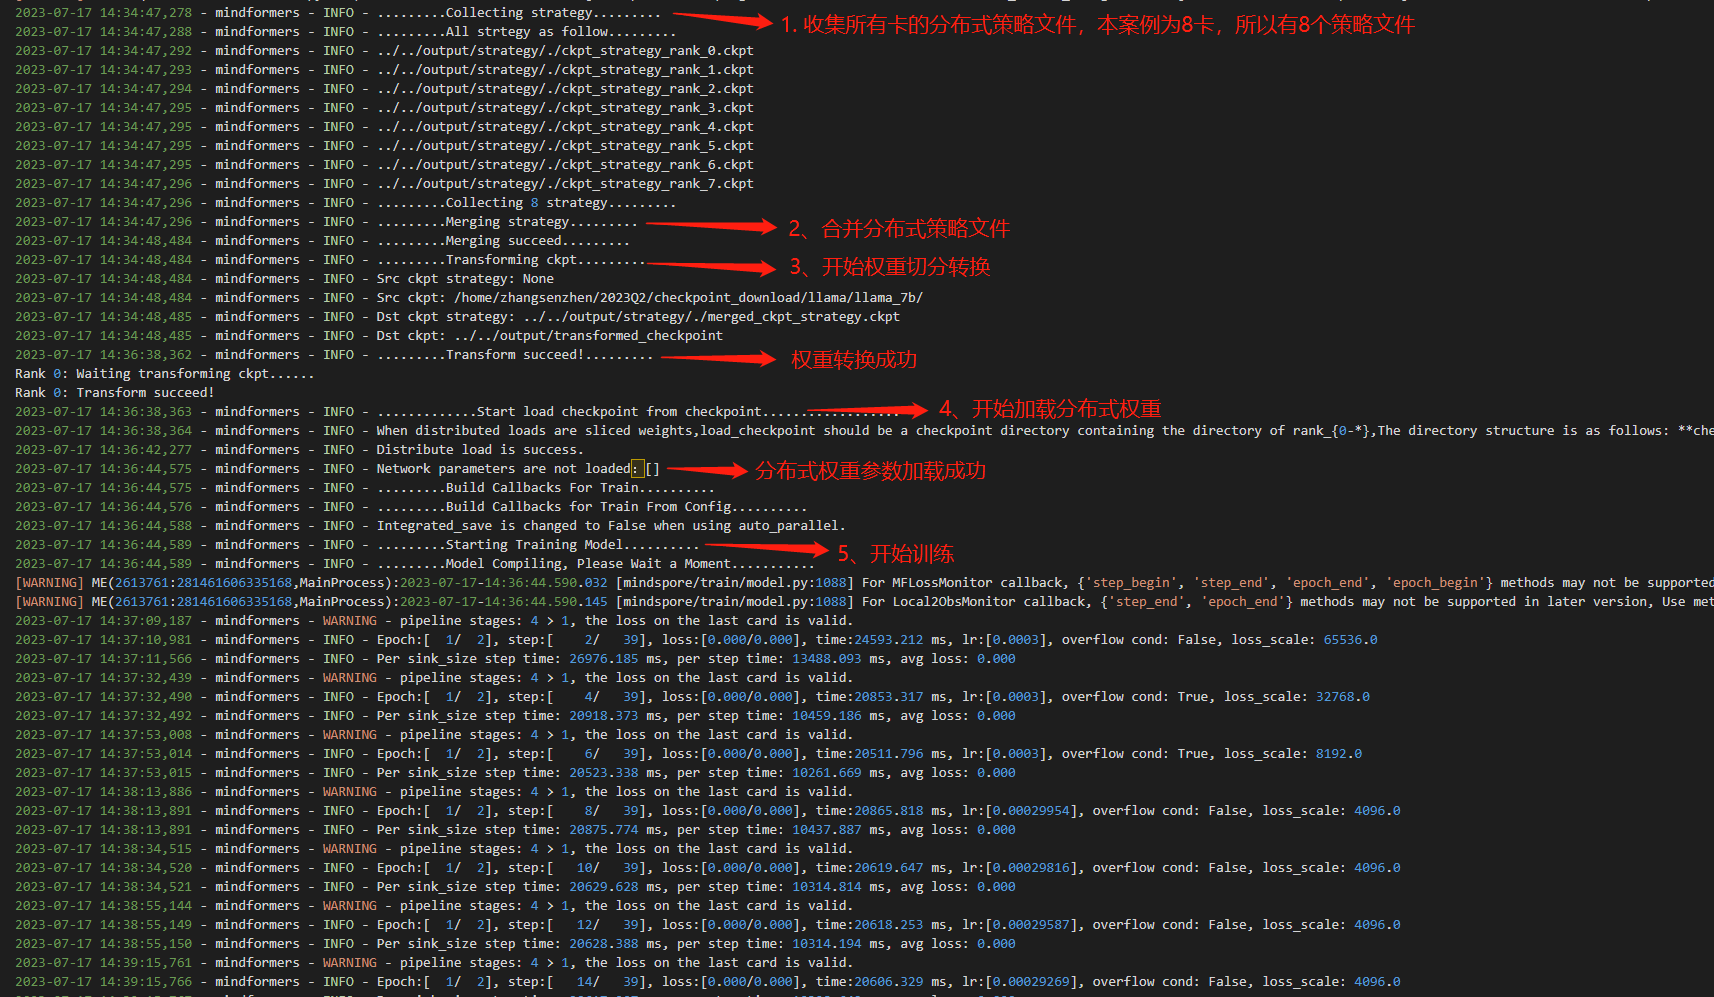 2023-07-17 14:34:47,278 - mindformers - INFO - .........Collecting strategy......... 1. 收集所有卡的分布式策略文件，本案例为8卡，所以有8个策略文件
2023-07-17 14:34:47,288 - mindformers - INFO - .........All strtegy as follow.........
2023-07-17 14:34:47,292 - mindformers - INFO - ../../output/strategy/./ckpt_strategy_rank_0.ckpt
2023-07-17 14:34:47,293 - mindformers - INFO - ../../output/strategy/./ckpt_strategy_rank_1.ckpt
2023-07-17 14:34:47,294 - mindformers - INFO - ../../output/strategy/./ckpt_strategy_rank_2.ckpt
2023-07-17 14:34:47,295 - mindformers - INFO - ../../output/strategy/./ckpt_strategy_rank_3.ckpt
2023-07-17 14:34:47,295 - mindformers - INFO - ../../output/strategy/./ckpt_strategy_rank_4.ckpt
2023-07-17 14:34:47,295 - mindformers - INFO - ../../output/strategy/./ckpt_strategy_rank_5.ckpt
2023-07-17 14:34:47,295 - mindformers - INFO - ../../output/strategy/./ckpt_strategy_rank_6.ckpt
2023-07-17 14:34:47,296 - mindformers - INFO - ../../output/strategy/./ckpt_strategy_rank_7.ckpt
2023-07-17 14:34:47,296 - mindformers - INFO - .........Collecting 8 strategy.........
2023-07-17 14:34:47,296 - mindformers - INFO - .........Merging strategy......... 2、合并分布式策略文件
2023-07-17 14:34:48,484 - mindformers - INFO - .........Merging succeed.........
2023-07-17 14:34:48,484 - mindformers - INFO - .........Transforming ckpt......... 3、开始权重切分转换
2023-07-17 14:34:48,484 - mindformers - INFO - Src ckpt strategy: None
2023-07-17 14:34:48,484 - mindformers - INFO - Src ckpt: /home/zhangsenzhen/2023Q2/checkpoint_download/llama/llama_7b/
2023-07-17 14:34:48,485 - mindformers - INFO - Dst ckpt strategy: ../../output/strategy/./merged_ckpt_strategy.ckpt
2023-07-17 14:34:48,485 - mindformers - INFO - Dst ckpt: ../../output/transformed_checkpoint
2023-07-17 14:36:38,362 - mindformers - INFO - .........Transform succeed!......... 权重转换成功
Rank 0: Waiting transforming ckpt......
Rank 0: Transform succeed!
2023-07-17 14:36:38,363 - mindformers - INFO - .............Start load checkpoint from checkpoint.................. 4、开始加载分布式权重
2023-07-17 14:36:38,364 - mindformers - INFO - When distributed loads are sliced weights,load_checkpoint should be a checkpoint directory containing the directory of rank_{0-*},The directory structure is as follows: **che
2023-07-17 14:36:42,277 - mindformers - INFO - Distribute load is success.
2023-07-17 14:36:44,575 - mindformers - INFO - Network parameters are not loaded：[] 分布式权重参数加载成功
2023-07-17 14:36:44,575 - mindformers - INFO - .........Build Callbacks For Train..........
2023-07-17 14:36:44,576 - mindformers - INFO - .........Build Callbacks for Train From Config..........
2023-07-17 14:36:44,588 - mindformers - INFO - Integrated_save is changed to False when using auto_parallel.
2023-07-17 14:36:44,589 - mindformers - INFO - .........Starting Training Model.......... 5、开始训练
2023-07-17 14:36:44,589 - mindformers - INFO - .........Model Compiling, Please Wait a Moment...........
[WARNING] ME(2613761:281461606335168,MainProcess):2023-07-17-14:36:44.590.032 [mindspore/train/model.py:1088] For MFLossMonitor callback, {'step_begin', 'step_end', 'epoch_end', 'epoch_begin'} methods may not be supported
[WARNING] ME(2613761:281461606335168,MainProcess):2023-07-17-14:36:44.590.145 [mindspore/train/model.py:1088] For Local2ObsMonitor callback, {'step_end', 'epoch_end'} methods may not be supported in later version, Use met
2023-07-17 14:37:09,187 - mindformers - WARNING - pipeline stages: 4 > 1, the loss on the last card is valid.
2023-07-17 14:37:10,981 - mindformers - INFO - Epoch:[  1/  2], step:[    2/   39], loss:[0.000/0.000], time:24593.212 ms, lr:[0.0003], overflow cond: False, loss_scale: 65536.0
2023-07-17 14:37:11,566 - mindformers - INFO - Per sink_size step time: 26976.185 ms, per step time: 13488.093 ms, avg loss: 0.000
2023-07-17 14:37:32,439 - mindformers - WARNING - pipeline stages: 4 > 1, the loss on the last card is valid.
2023-07-17 14:37:32,490 - mindformers - INFO - Epoch:[  1/  2], step:[    4/   39], loss:[0.000/0.000], time:20853.317 ms, lr:[0.0003], overflow cond: True, loss_scale: 32768.0
2023-07-17 14:37:32,492 - mindformers - INFO - Per sink_size step time: 20918.373 ms, per step time: 10459.186 ms, avg loss: 0.000
2023-07-17 14:37:53,008 - mindformers - WARNING - pipeline stages: 4 > 1, the loss on the last card is valid.
2023-07-17 14:37:53,014 - mindformers - INFO - Epoch:[  1/  2], step:[    6/   39], loss:[0.000/0.000], time:20511.796 ms, lr:[0.0003], overflow cond: True, loss_scale: 8192.0
2023-07-17 14:37:53,015 - mindformers - INFO - Per sink_size step time: 20523.338 ms, per step time: 10261.669 ms, avg loss: 0.000
2023-07-17 14:38:13,886 - mindformers - WARNING - pipeline stages: 4 > 1, the loss on the last card is valid.
2023-07-17 14:38:13,891 - mindformers - INFO - Epoch:[  1/  2], step:[    8/   39], loss:[0.000/0.000], time:20865.818 ms, lr:[0.00029954], overflow cond: False, loss_scale: 4096.0
2023-07-17 14:38:13,891 - mindformers - INFO - Per sink_size step time: 20875.774 ms, per step time: 10437.887 ms, avg loss: 0.000
2023-07-17 14:38:34,515 - mindformers - WARNING - pipeline stages: 4 > 1, the loss on the last card is valid.
2023-07-17 14:38:34,520 - mindformers - INFO - Epoch:[  1/  2], step:[   10/   39], loss:[0.000/0.000], time:20619.647 ms, lr:[0.00029816], overflow cond: False, loss_scale: 4096.0
2023-07-17 14:38:34,521 - mindformers - INFO - Per sink_size step time: 20629.628 ms, per step time: 10314.814 ms, avg loss: 0.000
2023-07-17 14:38:55,144 - mindformers - WARNING - pipeline stages: 4 > 1, the loss on the last card is valid.
2023-07-17 14:38:55,149 - mindformers - INFO - Epoch:[  1/  2], step:[   12/   39], loss:[0.000/0.000], time:20618.253 ms, lr:[0.00029587], overflow cond: False, loss_scale: 4096.0
2023-07-17 14:38:55,150 - mindformers - INFO - Per sink_size step time: 20628.388 ms, per step time: 10314.194 ms, avg loss: 0.000
2023-07-17 14:39:15,761 - mindformers - WARNING - pipeline stages: 4 > 1, the loss on the last card is valid.
2023-07-17 14:39:15,766 - mindformers - INFO - Epoch:[  1/  2], step:[   14/   39], loss:[0.000/0.000], time:20606.329 ms, lr:[0.00029269], overflow cond: False, loss_scale: 4096.0